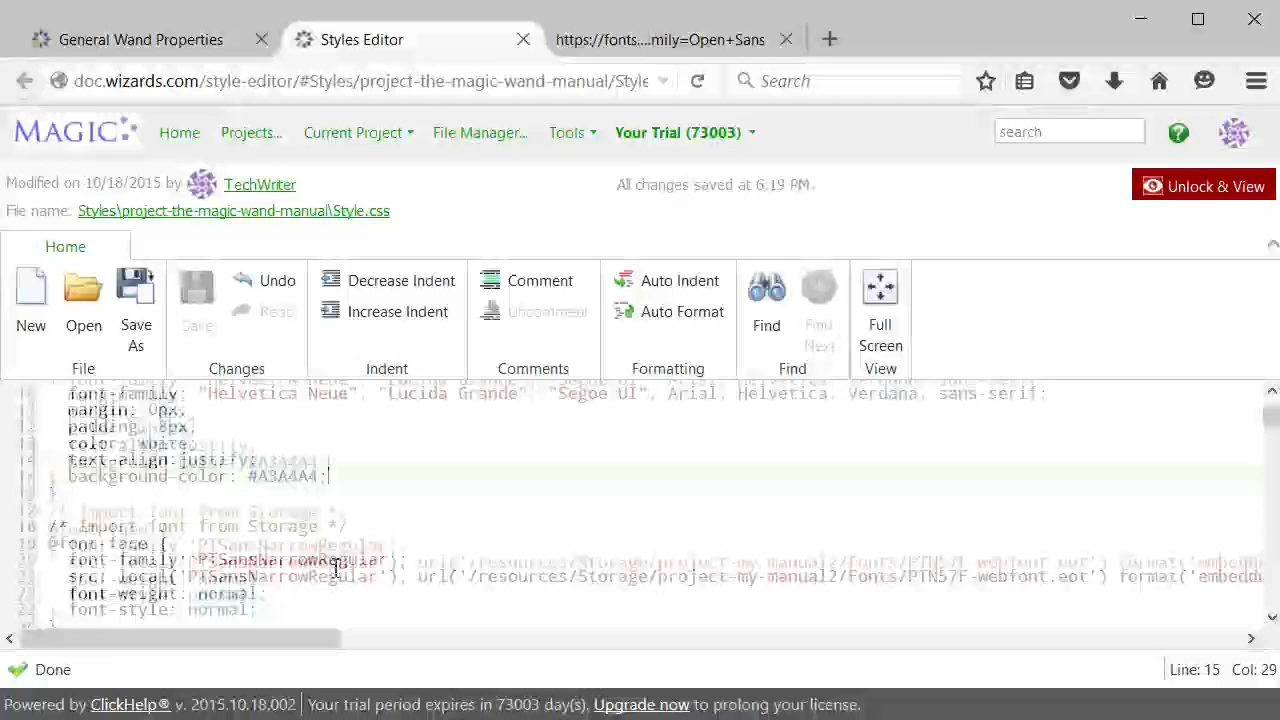 General Wand Properties
Styles Editor
https://fonts....mily=Open+Sans
doc.wizards.com/style-editor/#Styles/project-the-magic-wand-manual/Style
Search
MAGIC
Home
Projects...
Current Project
File Manager...
Tools
Your Trial (73003)
search
Modified on 10/18/2015 by TechWriter
All changes saved at 6:19 PM.
Unlock & View
File name: Styles\project-the-magic-wand-manual\Style.css
Home
New
Open
Save As
File
Save
Undo
Redo
Changes
Decrease Indent
Increase Indent
Indent
Comment
Uncomment
Comments
Auto Indent
Auto Format
Formatting
Find
Find Next
Find
Full Screen
View
font-family: "Helvetica Neue", "Lucida Grande", "Segoe UI", Arial, Helvetica, Verdana, sans-serif;
margin: 0px;
padding: 8px;
color: white;
text-align:justify;
background-color: #A3A4A4;
}
/* Import font from Storage */
@font-face {
font-family: 'PTSansNarrowRegular';
src: local('PTSansNarrowRegular'), url('/resources/Storage/project-my-manual2/Fonts/PTN57F-webfont.eot') format('embedd
font-weight: normal;
font-style: normal;
Done
Line: 15 Col: 29
Powered by ClickHelp® v. 2015.10.18.002 Your trial period expires in 73003 day(s). Upgrade now to prolong your license.